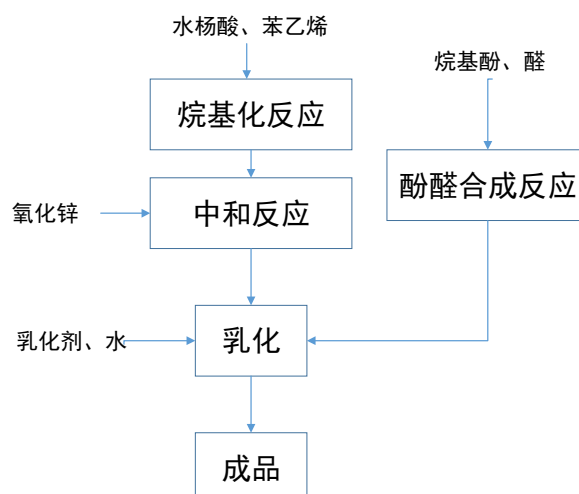 水杨酸、苯乙烯
烷基酚、醛
烷基化反应
酚醛合成反应
氧化锌
中和反应
乳化剂、水
乳化
成品